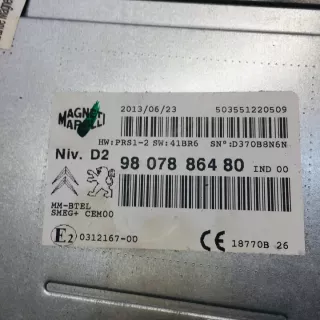 MAGNETI
MARELLI
2013/06/23 503551220509
HW:PRS1-2 SW:41BR6 SN°:D370B8N6N
Niv. D2 98 078 864 80 IND 00
MM-BTEL
SMEG+ CEM00
E2 0312167-00 CE 18770B 26